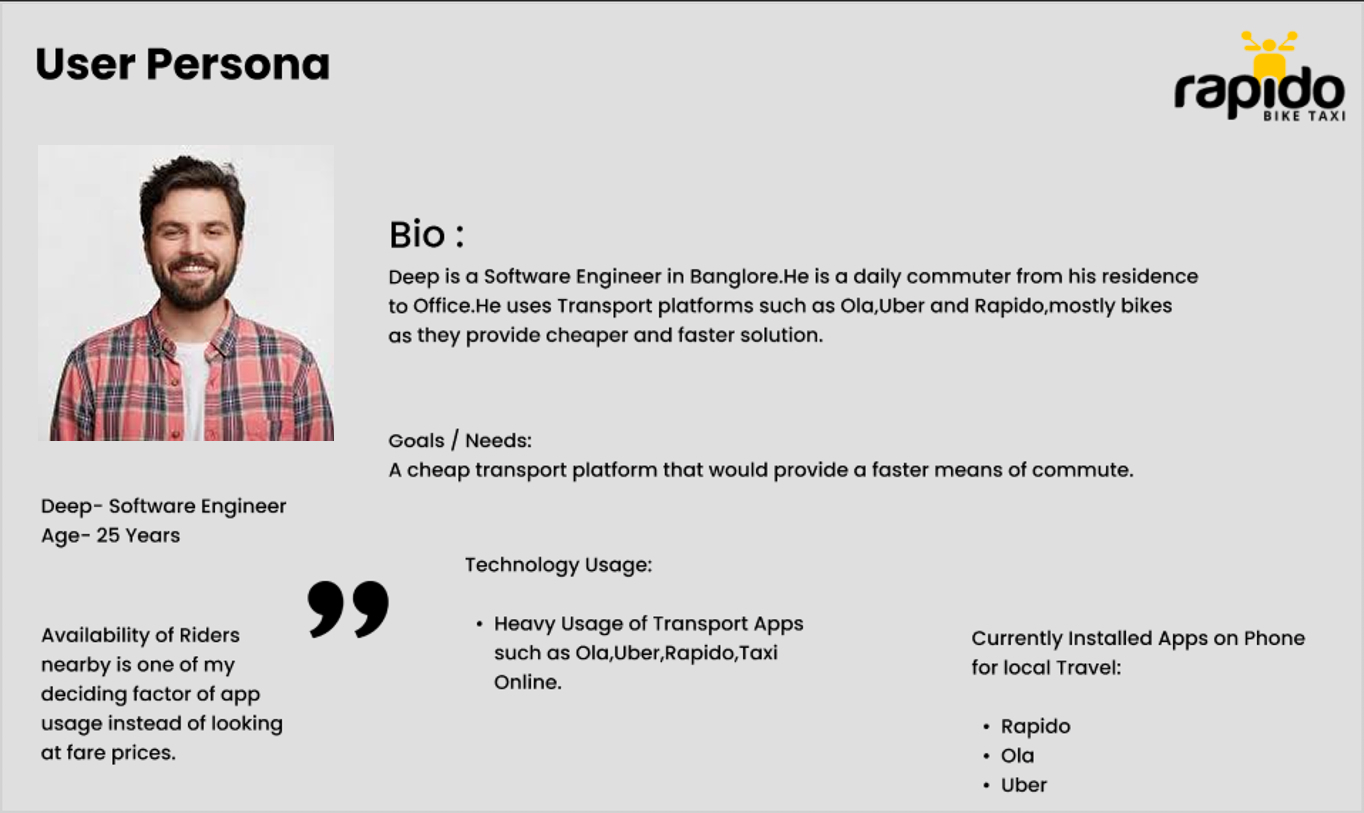 User Persona
rapido
BIKE TAXI
Bio :
Deep is a Software Engineer in Banglore.He is a daily commuter from his residence
to Office.He uses Transport platforms such as Ola,Uber and Rapido,mostly bikes
as they provide cheaper and faster solution.
Goals / Needs:
A cheap transport platform that would provide a faster means of commute.
Deep- Software Engineer
Age- 25 Years
”
Availability of Riders
nearby is one of my
deciding factor of app
usage instead of looking
at fare prices.
Technology Usage:
• Heavy Usage of Transport Apps
such as Ola,Uber,Rapido,Taxi
Online.
Currently Installed Apps on Phone
for local Travel:
• Rapido
• Ola
• Uber